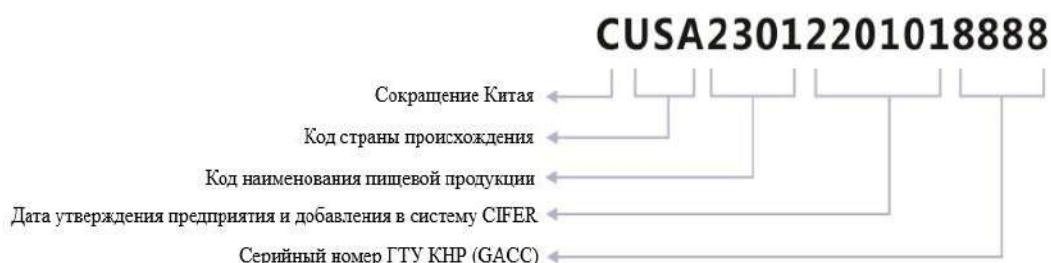 CUSA23012201018888
Сокращение Китая
Код страны происхождения
Код наименования пищевой продукции
Дата утверждения предприятия и добавления в систему CIFER
Серийный номер ГТУ КНР (GACC)